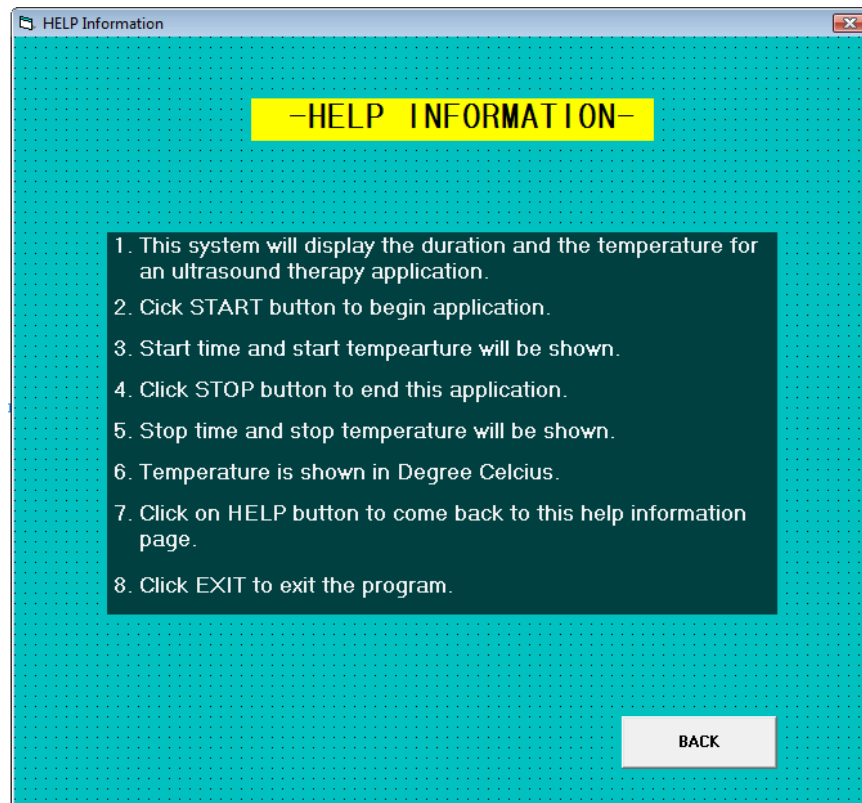 HELP Information
-HELP INFORMATION-
1. This system will display the duration and the temperature for
an ultrasound therapy application.
2. Cick START button to begin application.
3. Start time and start tempearture will be shown.
4. Click STOP button to end this application.
5. Stop time and stop temperature will be shown.
6. Temperature is shown in Degree Celcius.
7. Click on HELP button to come back to this help information
page.
8. Click EXIT to exit the program.
BACK